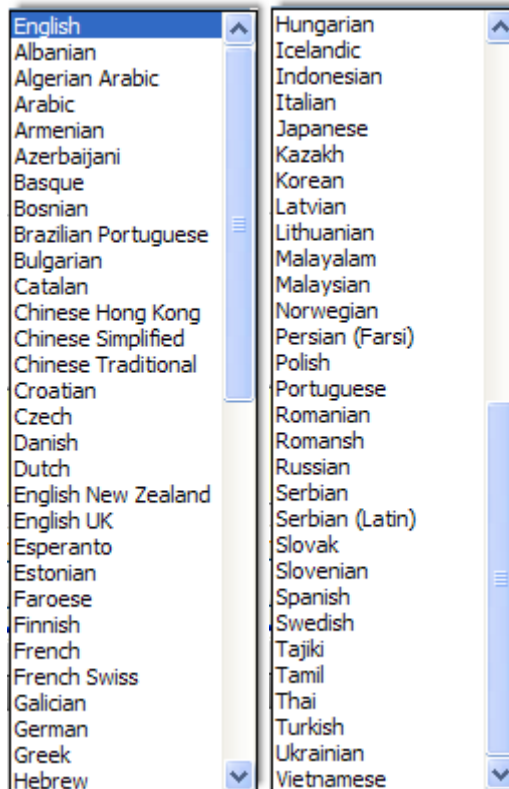 English
Albanian
Algerian Arabic
Arabic
Armenian
Azerbaijani
Basque
Bosnian
Brazilian Portuguese
Bulgarian
Catalan
Chinese Hong Kong
Chinese Simplified
Chinese Traditional
Croatian
Czech
Danish
Dutch
English New Zealand
English UK
Esperanto
Estonian
Faroese
Finnish
French
French Swiss
Galician
German
Greek
Hebrew
Hungarian
Icelandic
Indonesian
Italian
Japanese
Kazakh
Korean
Latvian
Lithuanian
Malayalam
Malaysian
Norwegian
Persian (Farsi)
Polish
Portuguese
Romanian
Romansh
Russian
Serbian
Serbian (Latin)
Slovak
Slovenian
Spanish
Swedish
Tajiki
Tamil
Thai
Turkish
Ukrainian
Vietnamese